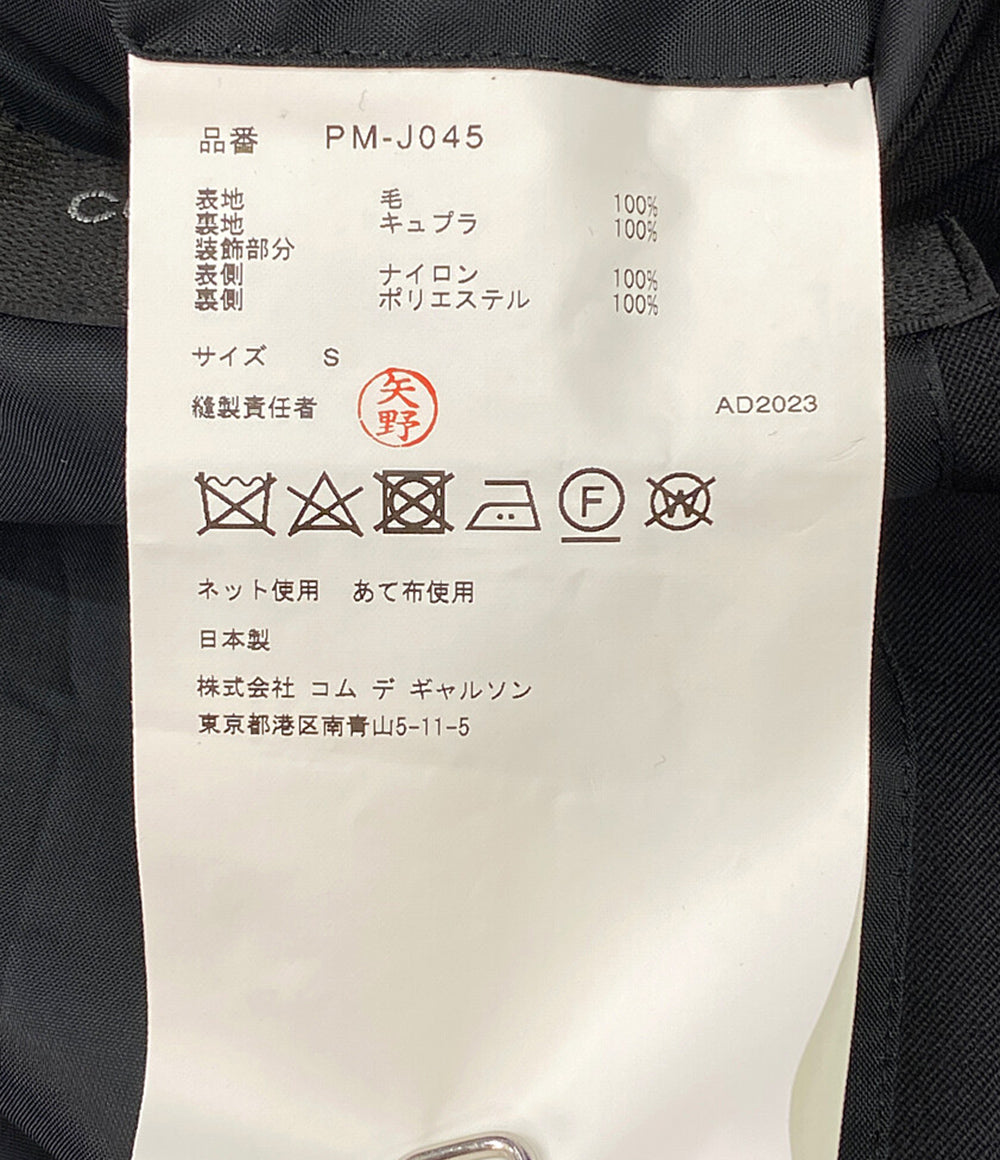 品番 PM-J045
表地 毛 100%
裏地 キュプラ 100%
装飾部分
表側 ナイロン 100%
裏側 ポリエステル 100%
サイズ S
縫製責任者 矢野 AD2023
F W
ネット使用 あて布使用
日本製
株式会社 コム デ ギャルソン
東京都港区南青山5-11-5